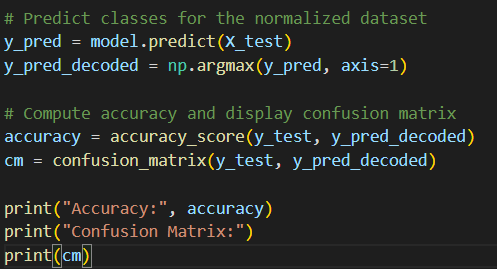 # Predict classes for the normalized dataset
y_pred = model.predict(X_test)
y_pred_decoded = np.argmax(y_pred, axis=1)
# Compute accuracy and display confusion matrix
accuracy = accuracy_score(y_test, y_pred_decoded)
cm = confusion_matrix(y_test, y_pred_decoded)
print("Accuracy:", accuracy)
print("Confusion Matrix:")
print(cm)